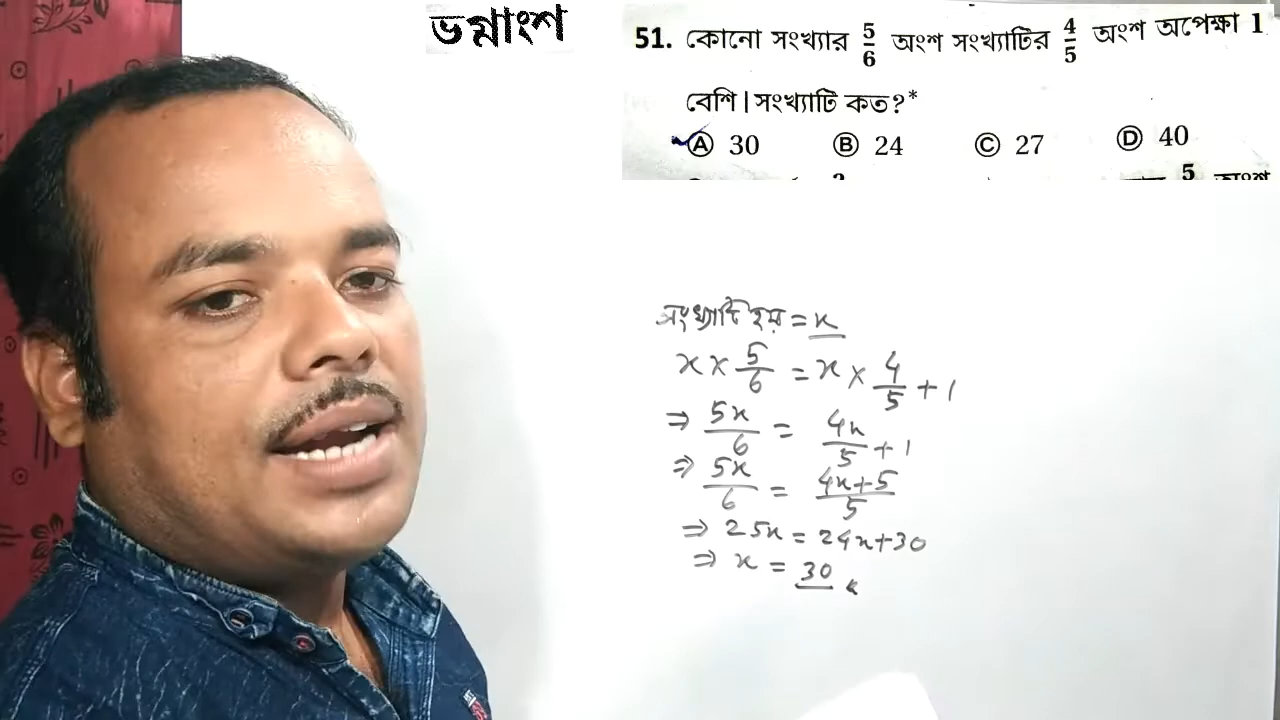 ভগ্নাংশ
51. কোনো সংখ্যার 5/6 অংশ সংখ্যাটির 4/5 অংশ অপেক্ষা 1
বেশি। সংখ্যাটি কত?*
Ⓐ 30 Ⓑ 24 Ⓒ 27 Ⓓ 40
সংখ্যাটি হয় = x
x × 5/6 = x × 4/5 + 1
⇒ 5x/6 = 4x/5 + 1
⇒ 5x/6 = 4x+5/5
⇒ 25x = 24x+30
⇒ x = 30